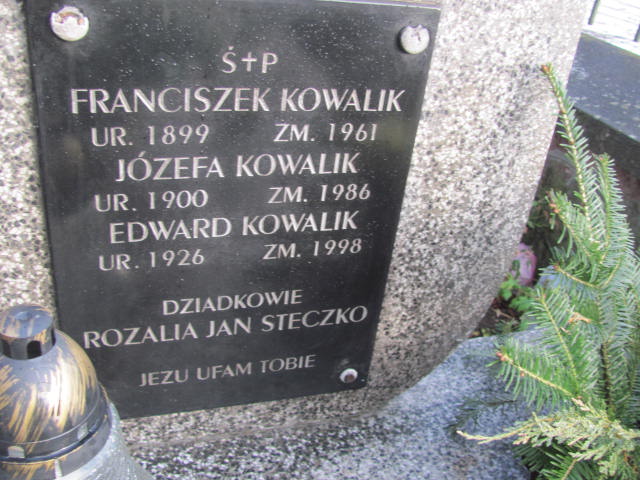 Ś†P
FRANCISZEK KOWALIK
UR. 1899 ZM. 1961
JÓZEFA KOWALIK
UR. 1900 ZM. 1986
EDWARD KOWALIK
UR. 1926 ZM. 1998
DZIADKOWIE
ROZALIA JAN STECZKO
JEZU UFAM TOBIE